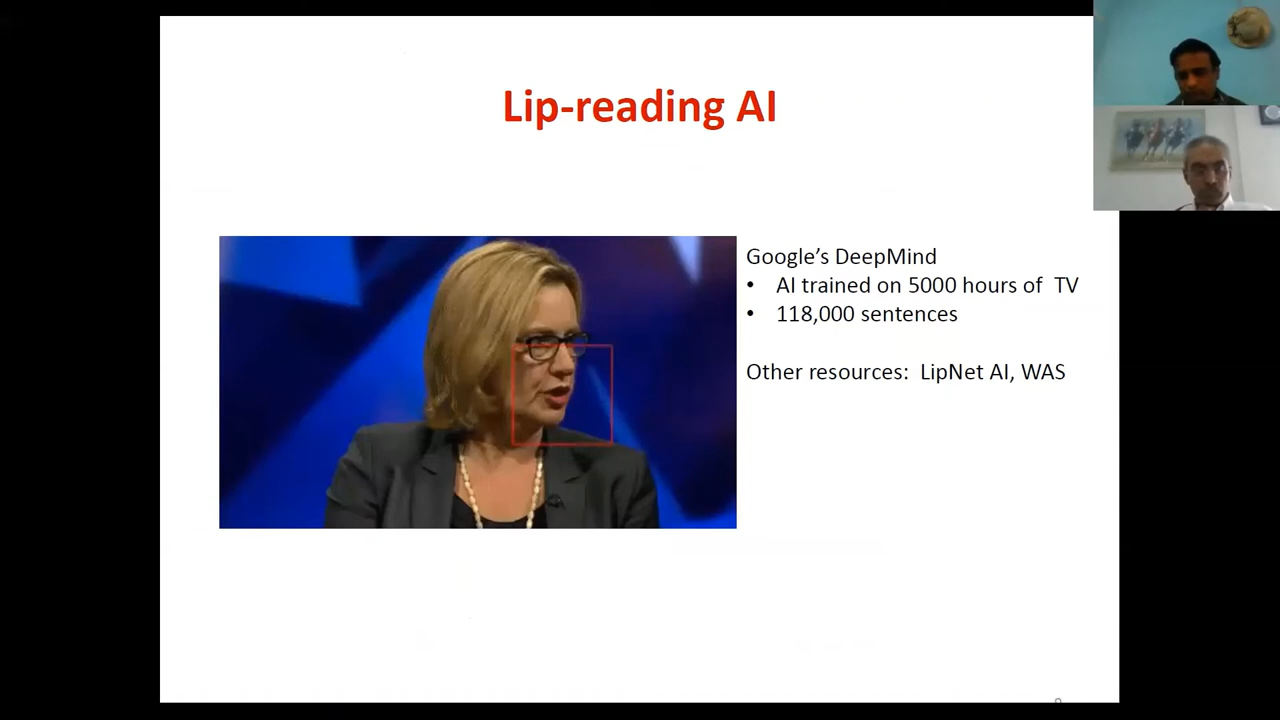 Lip-reading AI
Google’s DeepMind
• AI trained on 5000 hours of TV
• 118,000 sentences
Other resources: LipNet AI, WAS